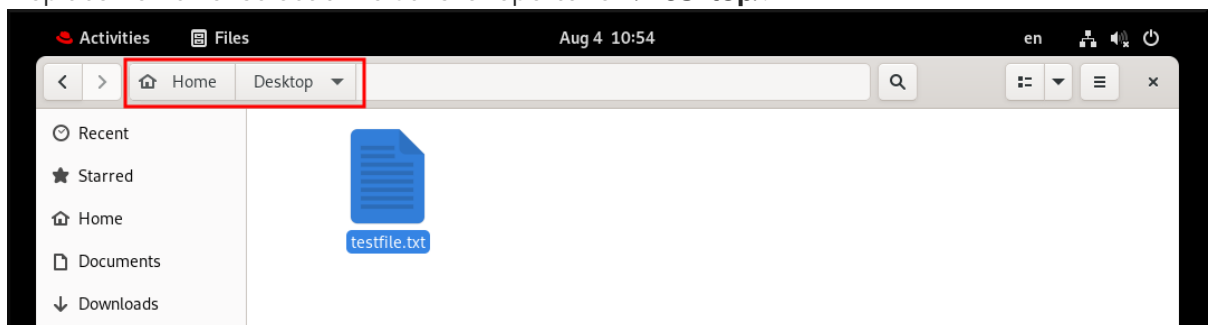 Activities Files Aug 4 10:54 en
Home Desktop
Recent
Starred
Home
testfile.txt
Documents
Downloads